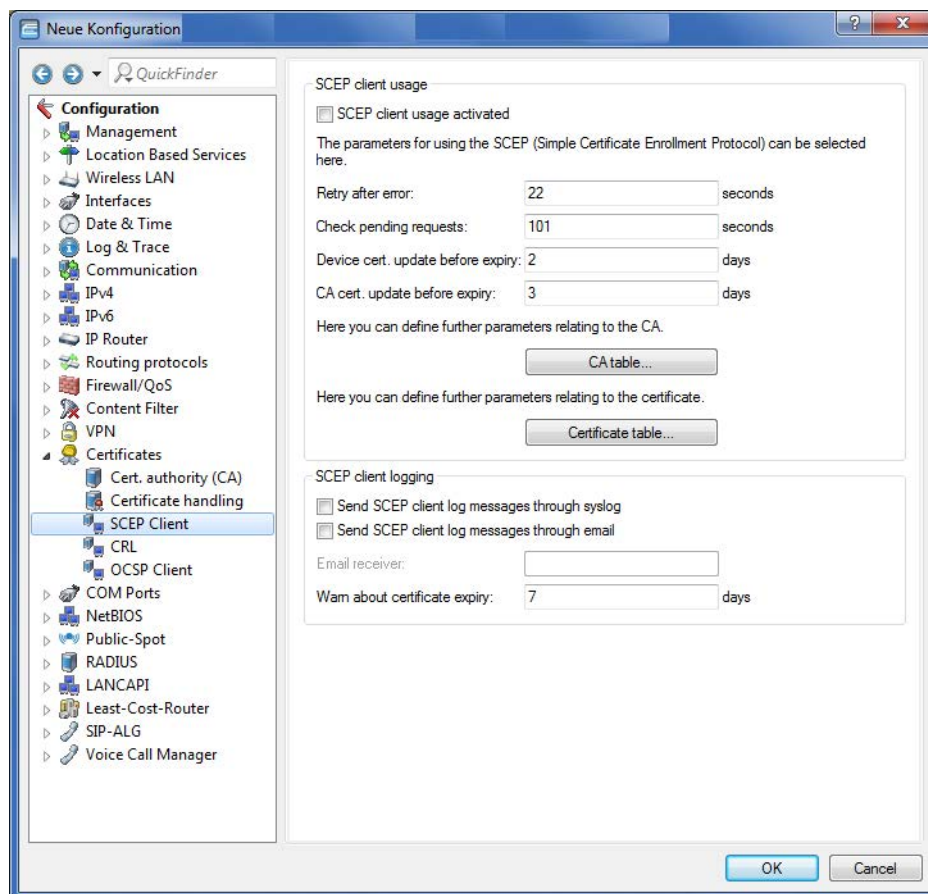 Neue Konfiguration
?
QuickFinder
Configuration
Management
Location Based Services
Wireless LAN
Interfaces
Date & Time
Log & Trace
Communication
IPv4
IPv6
IP Router
Routing protocols
Firewall/QoS
Content Filter
VPN
Certificates
Cert. authority (CA)
Certificate handling
SCEP Client
CRL
OCSP Client
COM Ports
NetBIOS
Public-Spot
RADIUS
LANCAPI
Least-Cost-Router
SIP-ALG
Voice Call Manager
SCEP client usage
SCEP client usage activated
The parameters for using the SCEP (Simple Certificate Enrollment Protocol) can be selected
here.
Retry after error: 22 seconds
Check pending requests: 101 seconds
Device cert. update before expiry: 2 days
CA cert. update before expiry: 3 days
Here you can define further parameters relating to the CA.
CA table...
Here you can define further parameters relating to the certificate.
Certificate table...
SCEP client logging
Send SCEP client log messages through syslog
Send SCEP client log messages through email
Email receiver:
Warn about certificate expiry: 7 days
OK Cancel